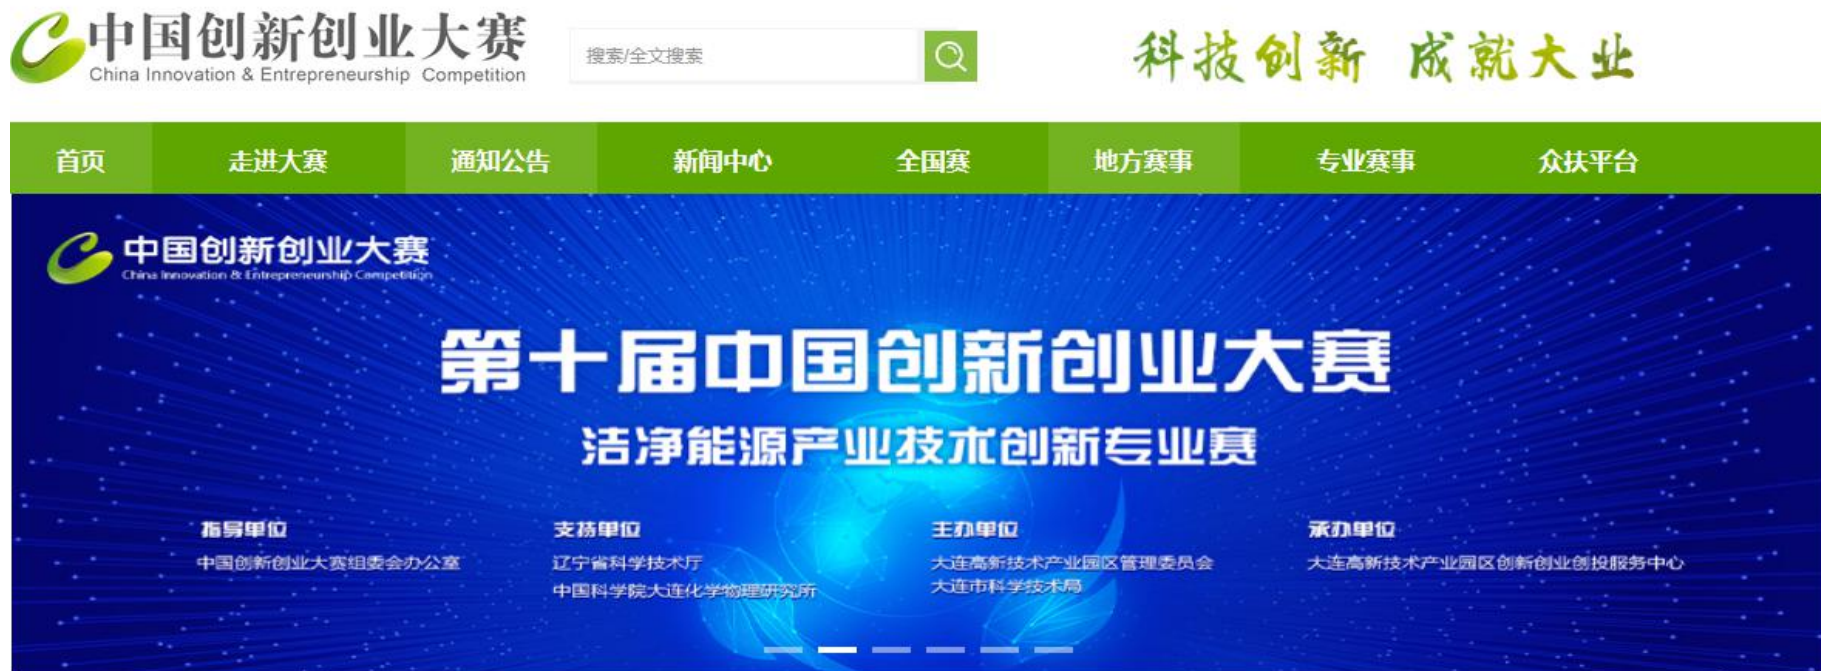 中国创新创业大赛
China Innovation & Entrepreneurship Competition
搜索/全文搜索
科技创新 成就大业
首页 走进大赛 通知公告 新闻中心 全国赛 地方赛事 专业赛事 众扶平台
中国创新创业大赛
China Innovation & Entrepreneurship Competition
第十届中国创新创业大赛
洁净能源产业技术创新专业赛
指导单位
中国创新创业大赛组委会办公室
支持单位
辽宁省科学技术厅
中国科学院大连化学物理研究所
主办单位
大连高新技术产业园区管理委员会
大连市科学技术局
承办单位
大连高新技术产业园区创新创业创投服务中心